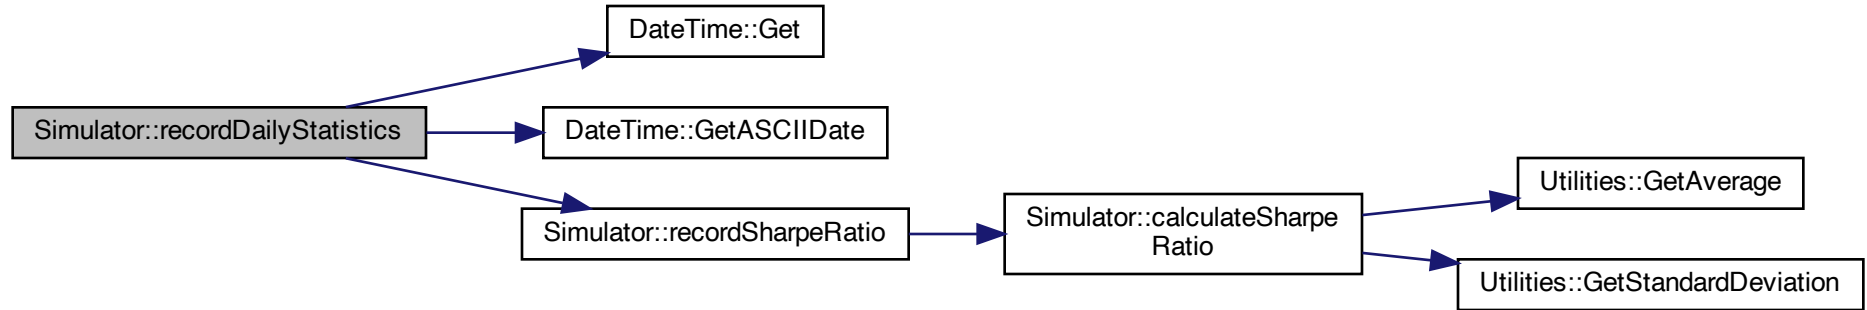 DateTime::Get
Simulator::recordDailyStatistics
DateTime::GetASCIIDate
Simulator::recordSharpeRatio
Simulator::calculateSharpe
Ratio
Utilities::GetAverage
Utilities::GetStandardDeviation